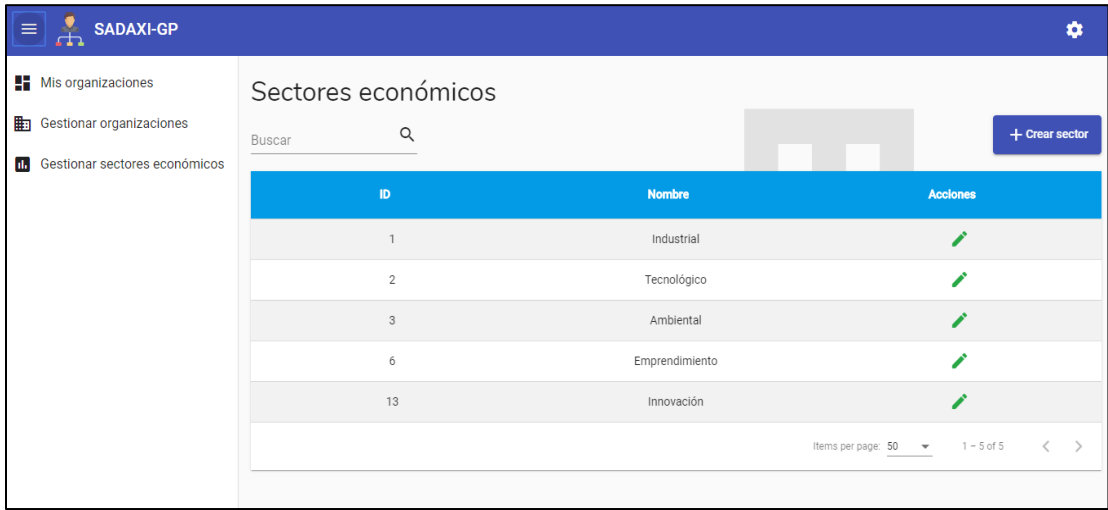 SADAXI-GP
Mis organizaciones
Gestionar organizaciones
Gestionar sectores económicos
Sectores económicos
Buscar
+ Crear sector
ID Nombre Acciones
1 Industrial
2 Tecnológico
3 Ambiental
6 Emprendimiento
13 Innovación
Items per page: 50 1 – 5 of 5